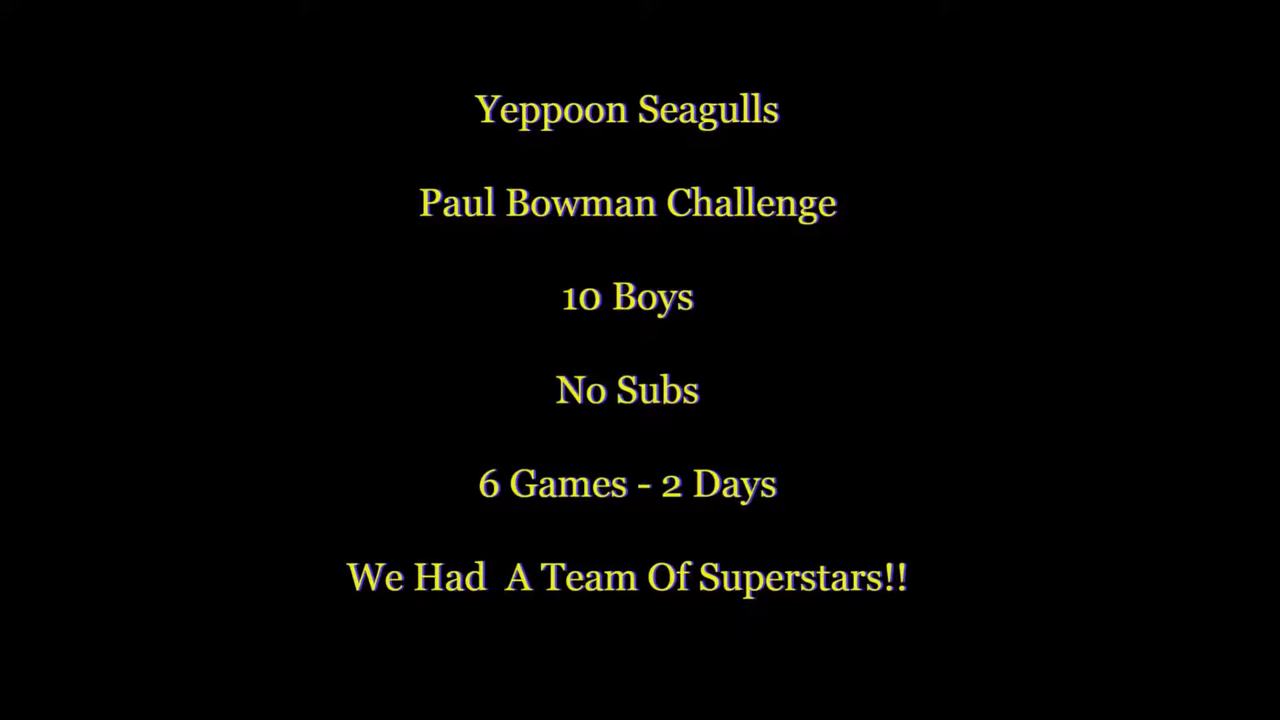 Yeppoon Seagulls
Paul Bowman Challenge
10 Boys
No Subs
6 Games - 2 Days
We Had  A Team Of Superstars!!